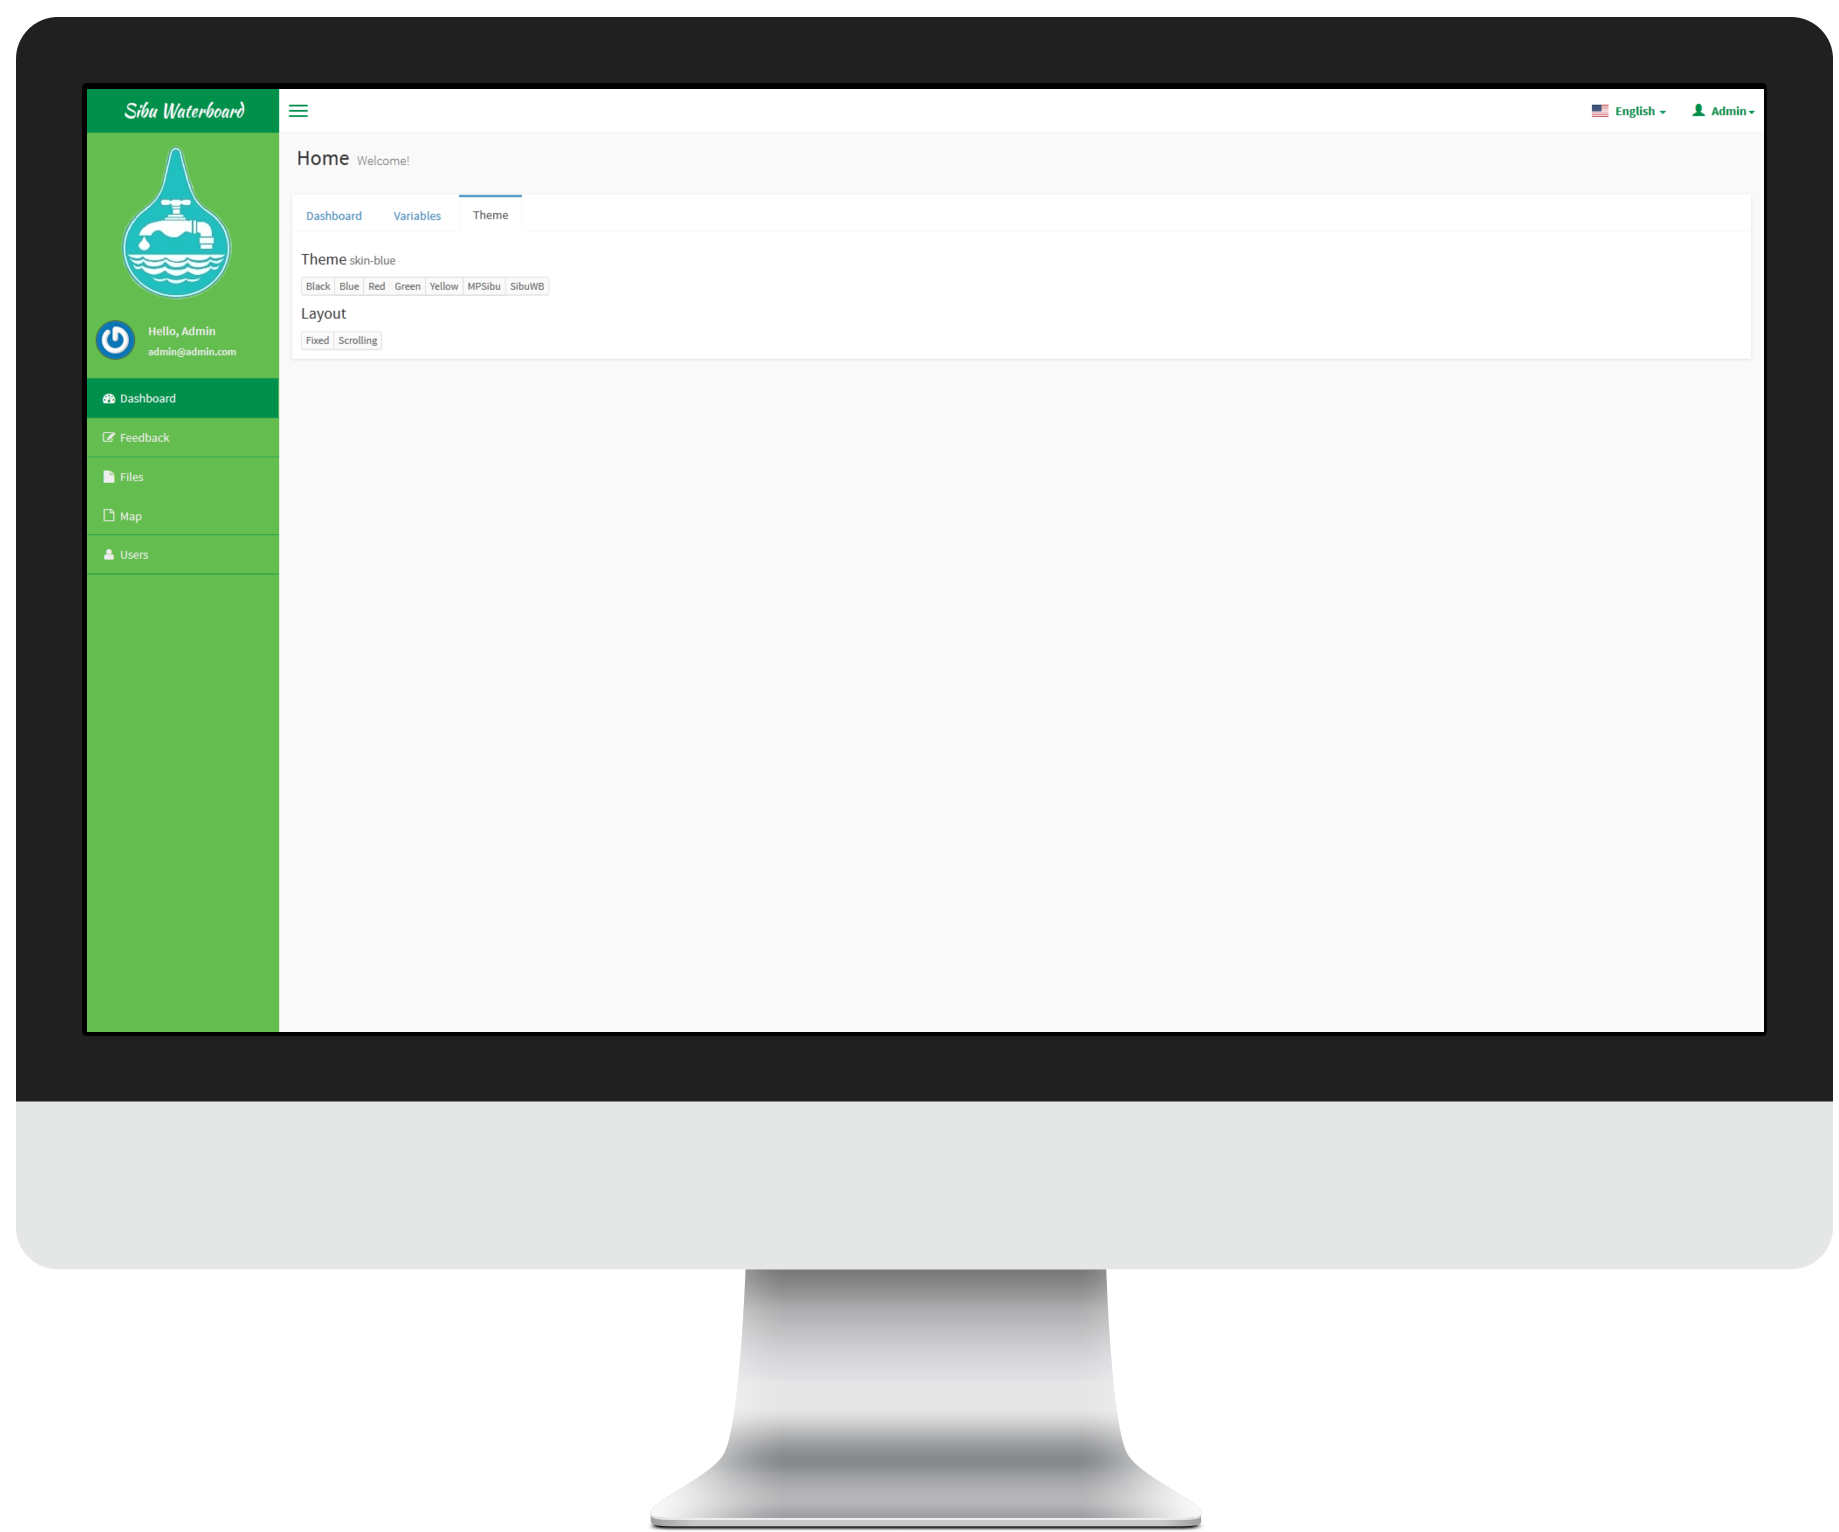 Sibu Waterboard
English
Admin
Home Welcome!
Dashboard Variables Theme
Theme skin-blue
Black Blue Red Green Yellow MPSibu SibuWB
Layout
Fixed Scrolling
Hello, Admin
admin@admin.com
Dashboard
Feedback
Files
Map
Users